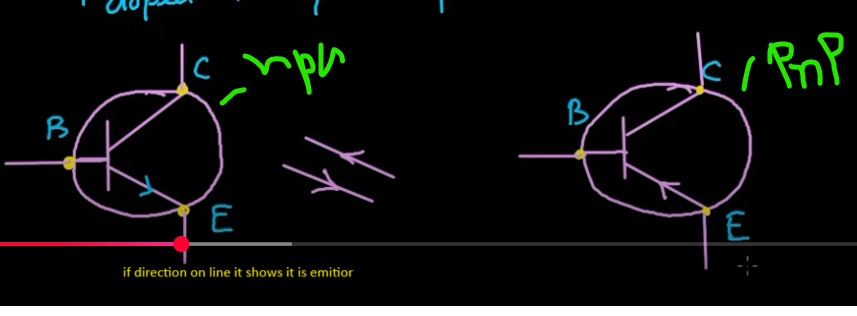 C
npn
B
E
C
PnP
B
E
if direction on line it shows it is emitior